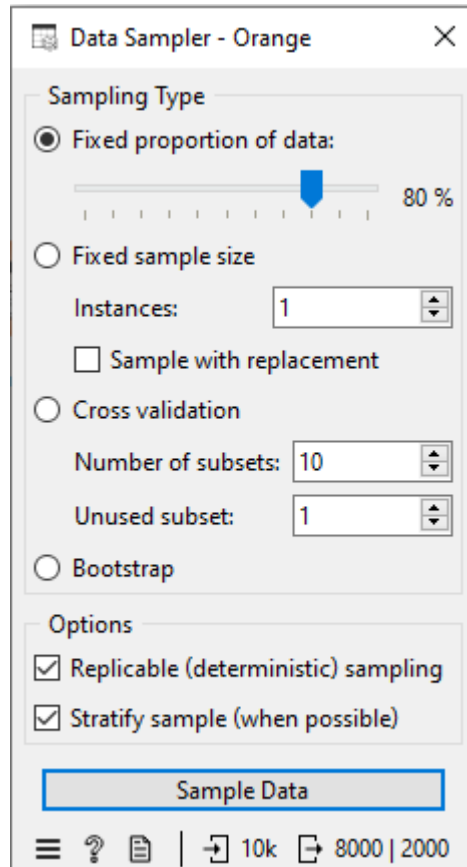 Data Sampler - Orange
Sampling Type
Fixed proportion of data:
80 %
Fixed sample size
Instances: 1
Sample with replacement
Cross validation
Number of subsets: 10
Unused subset: 1
Bootstrap
Options
Replicable (deterministic) sampling
Stratify sample (when possible)
Sample Data
? | 10k 8000 | 2000